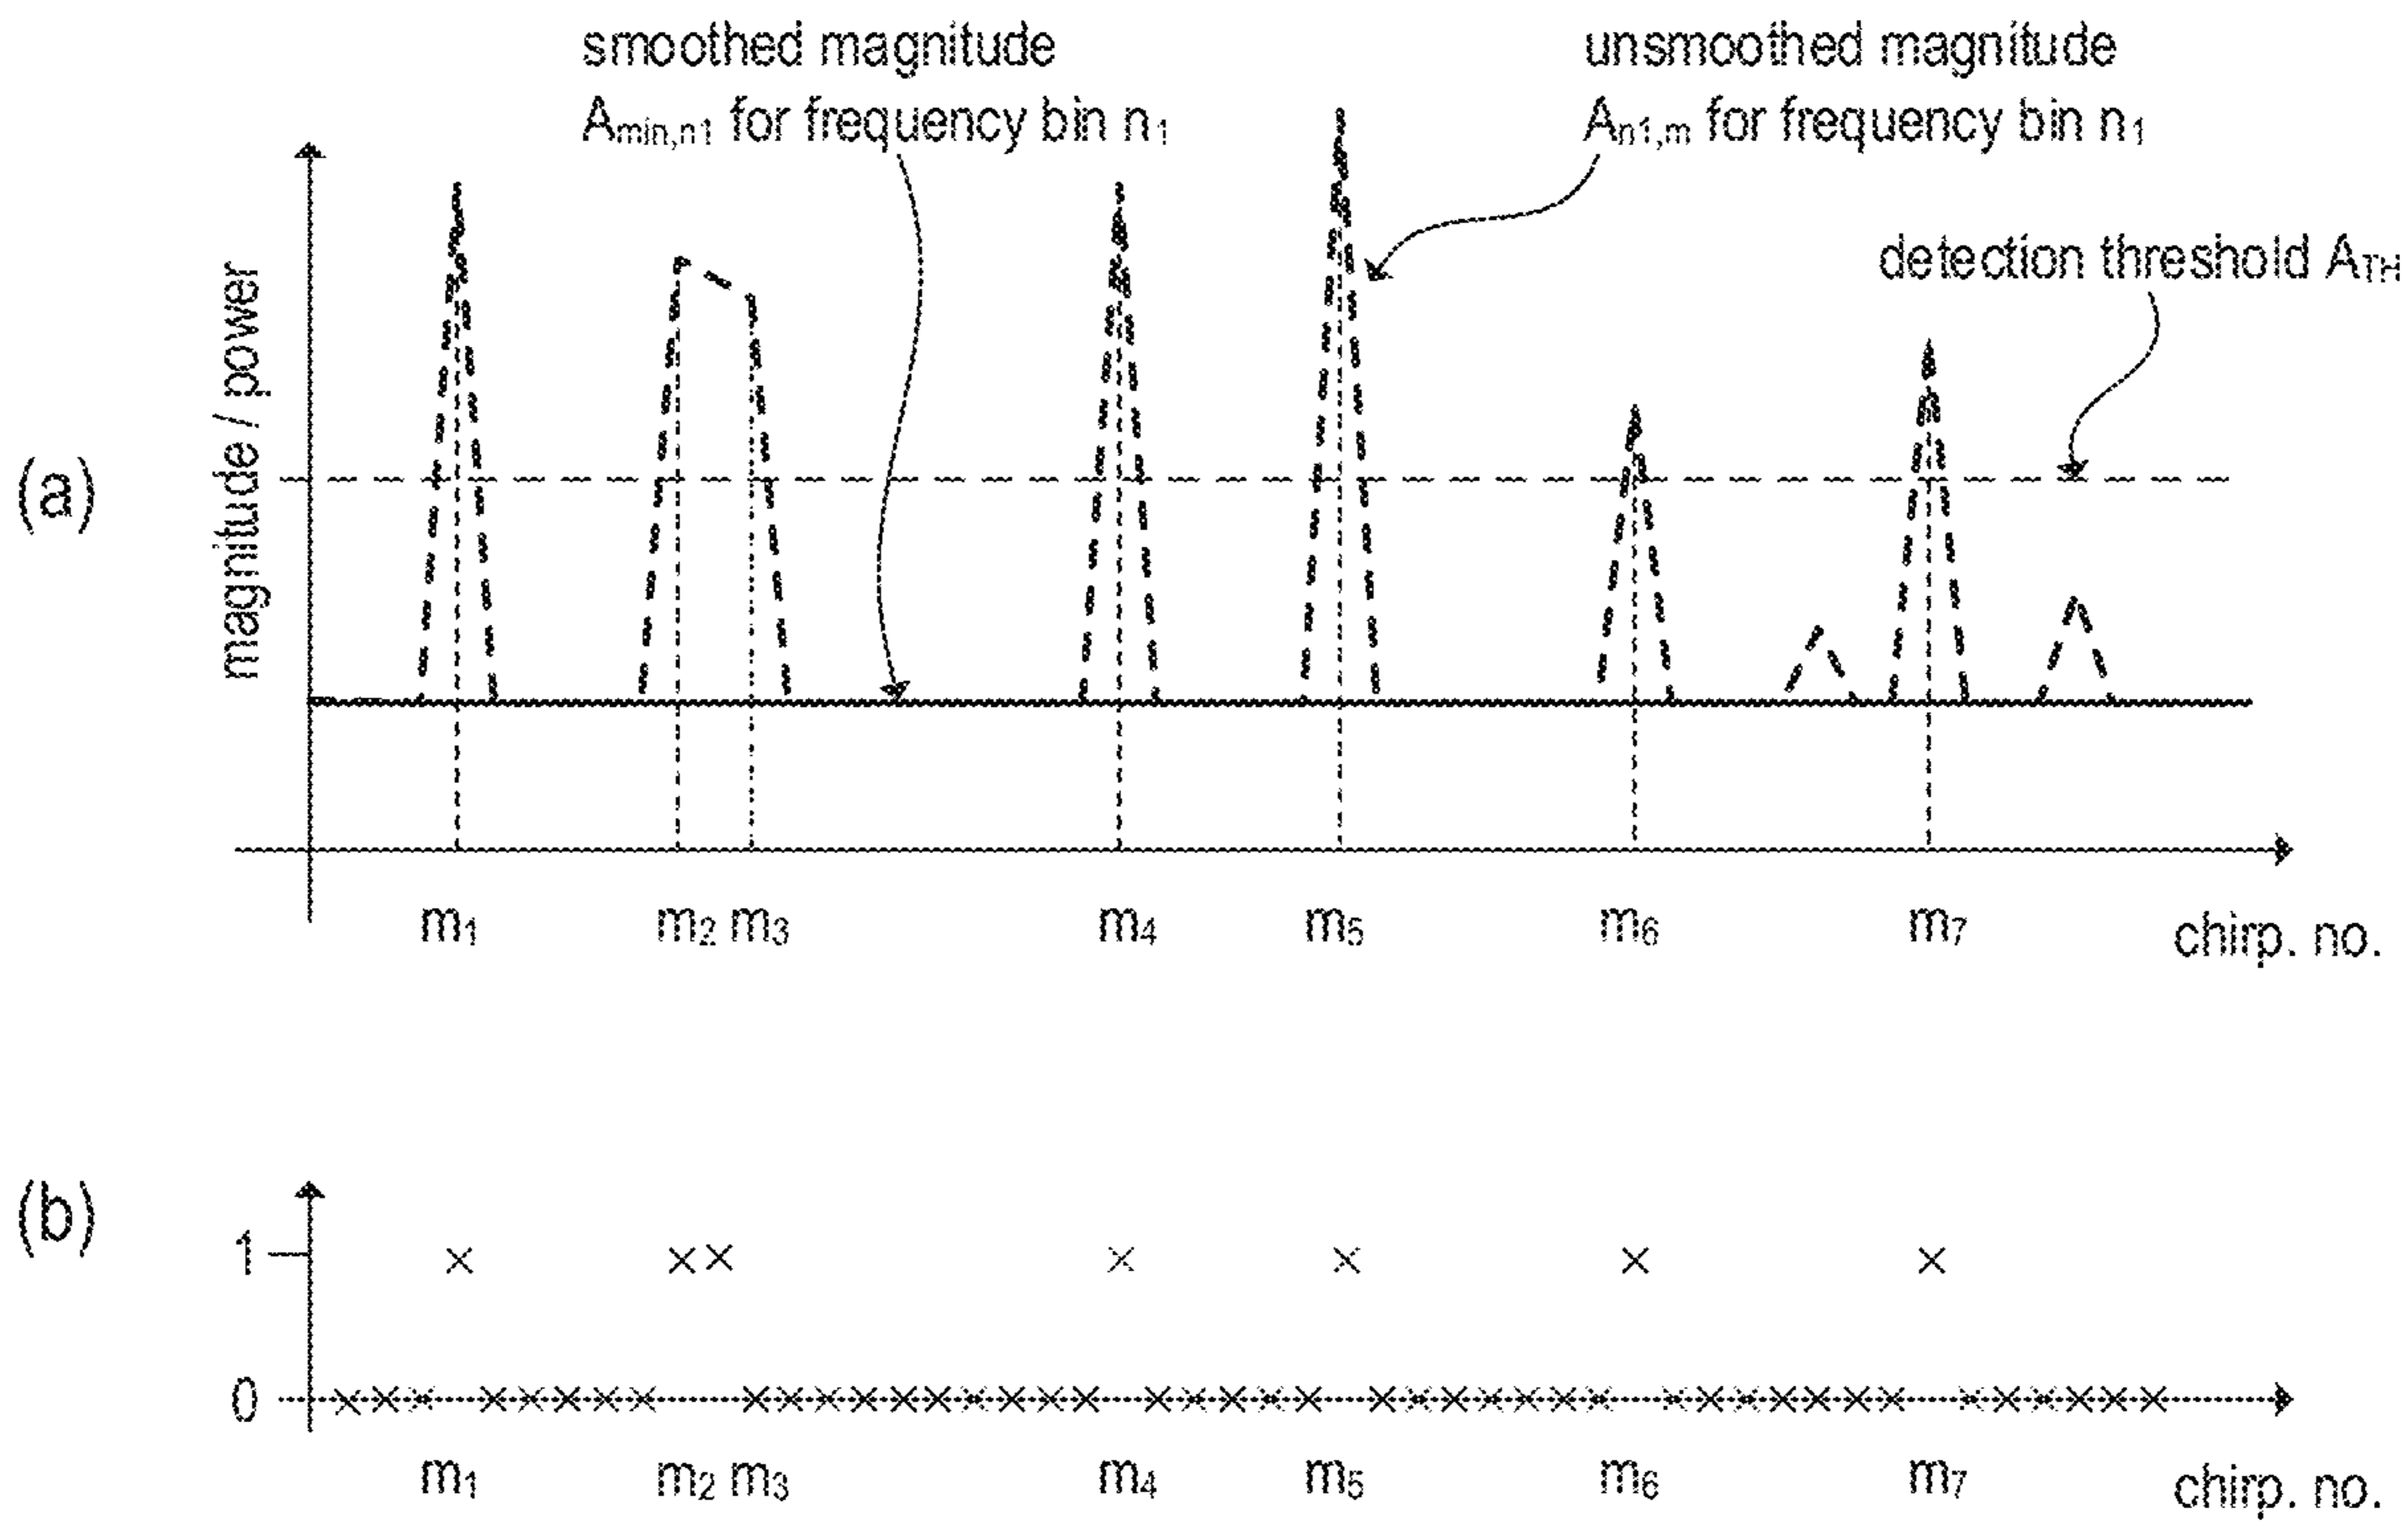 smoothed magnitude
Amin,n1 for frequency bin n1
unsmoothed magnitude
An1,m for frequency bin n1
detection threshold ATH
magnitude / power
(a)
m1 m2 m3 m4 m5 m6 m7 chirp. no.
(b)
1
0
m1 m2 m3 m4 m5 m6 m7 chirp. no.